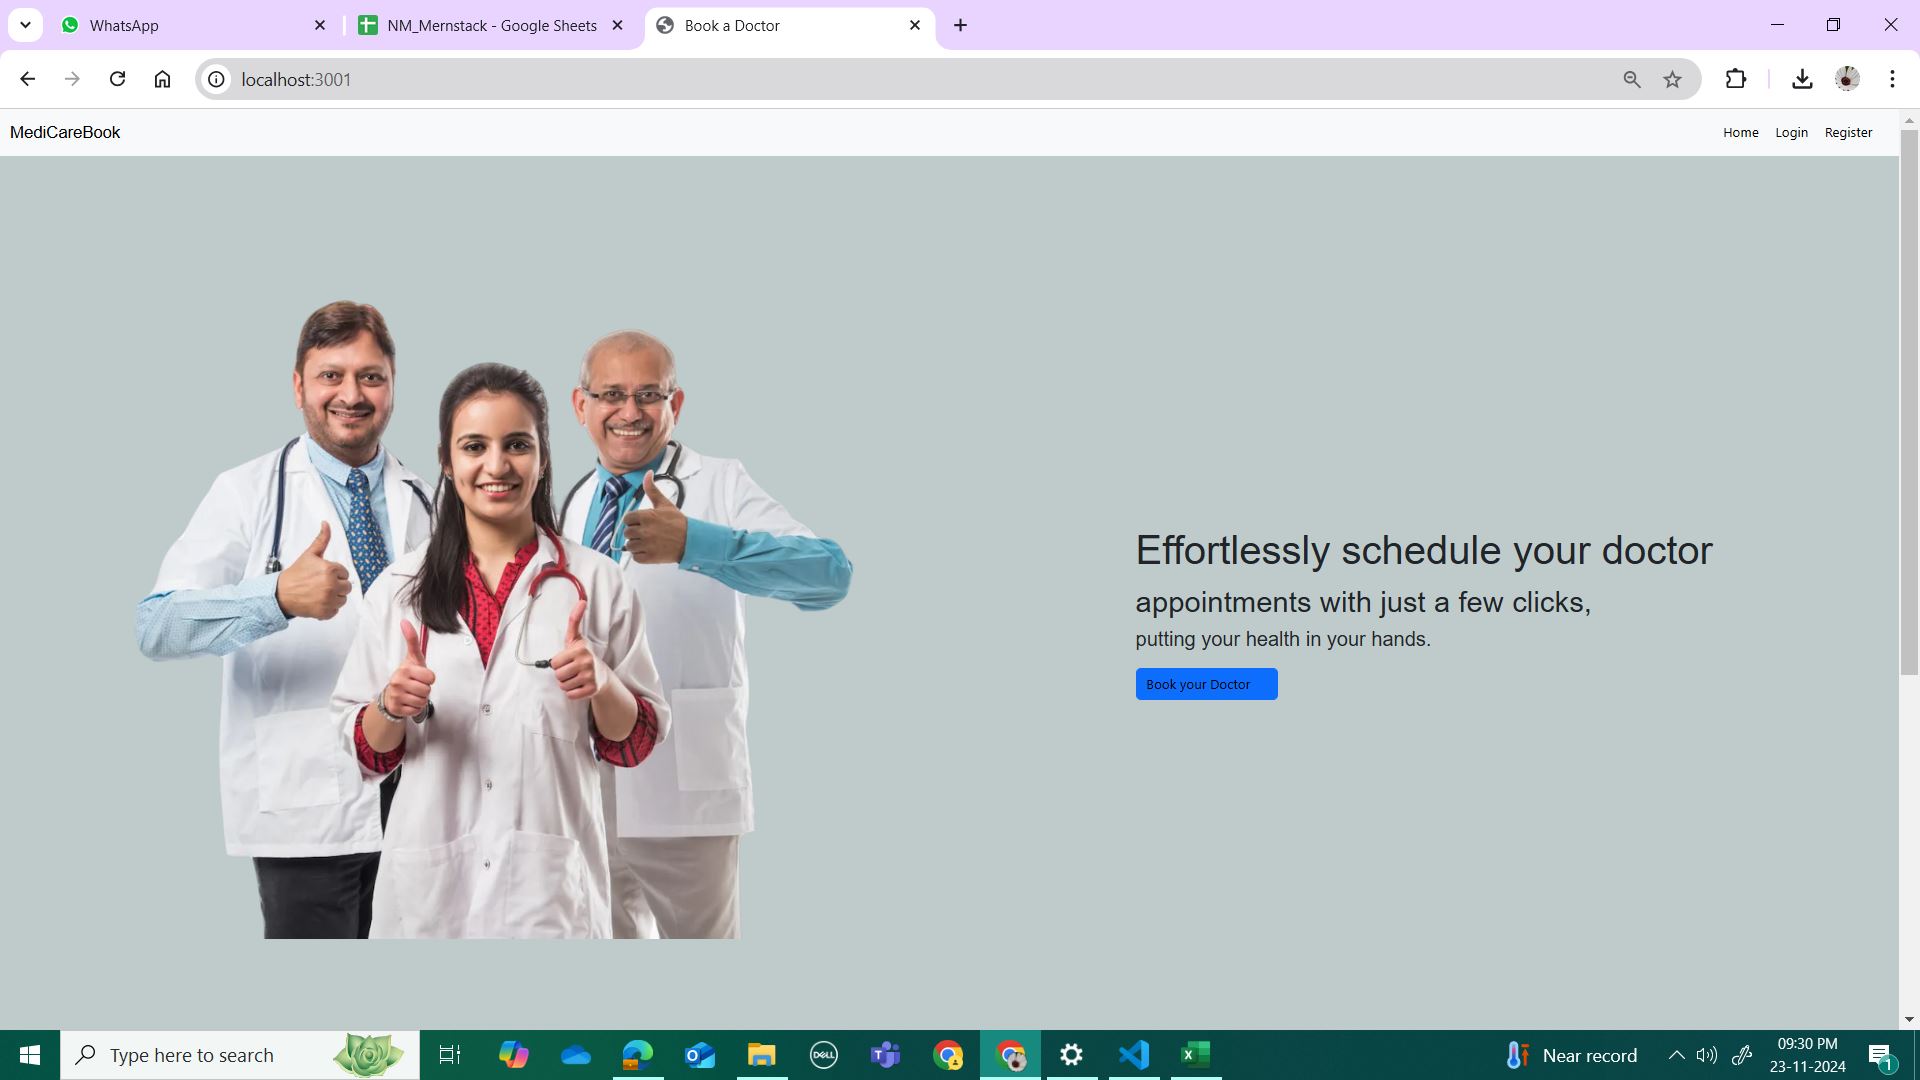 WhatsApp
NM_Mernstack - Google Sheets
Book a Doctor
localhost:3001
MediCareBook
Home
Login
Register
Effortlessly schedule your doctor
appointments with just a few clicks,
putting your health in your hands.
Book your Doctor
Type here to search
DELL
Near record
09:30 PM
23-11-2024
1